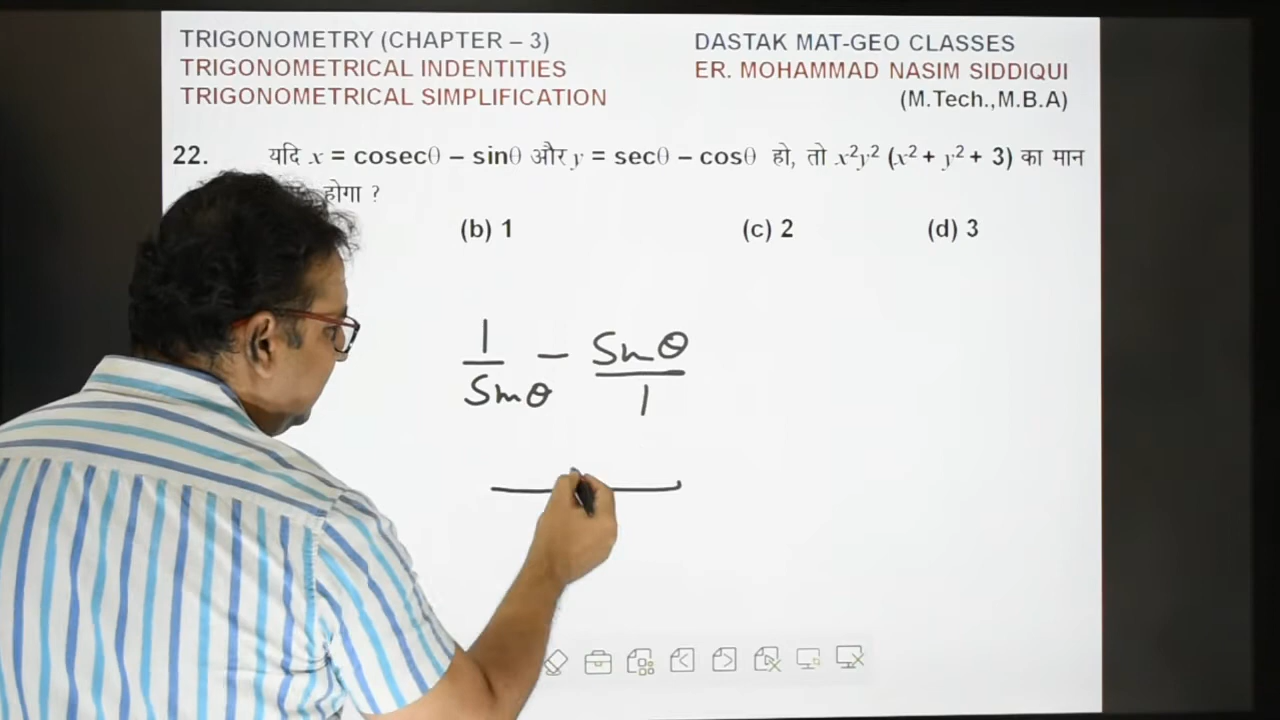 TRIGONOMETRY (CHAPTER – 3)
DASTAK MAT-GEO CLASSES
TRIGONOMETRICAL INDENTITIES
ER. MOHAMMAD NASIM SIDDIQUI
TRIGONOMETRICAL SIMPLIFICATION
(M.Tech.,M.B.A)
22. यदि x = cosecθ – sinθ और y = secθ – cosθ हो, तो x²y² (x² + y² + 3) का मान
होगा ?
(b) 1 (c) 2 (d) 3
1/Sinθ – Sinθ/1